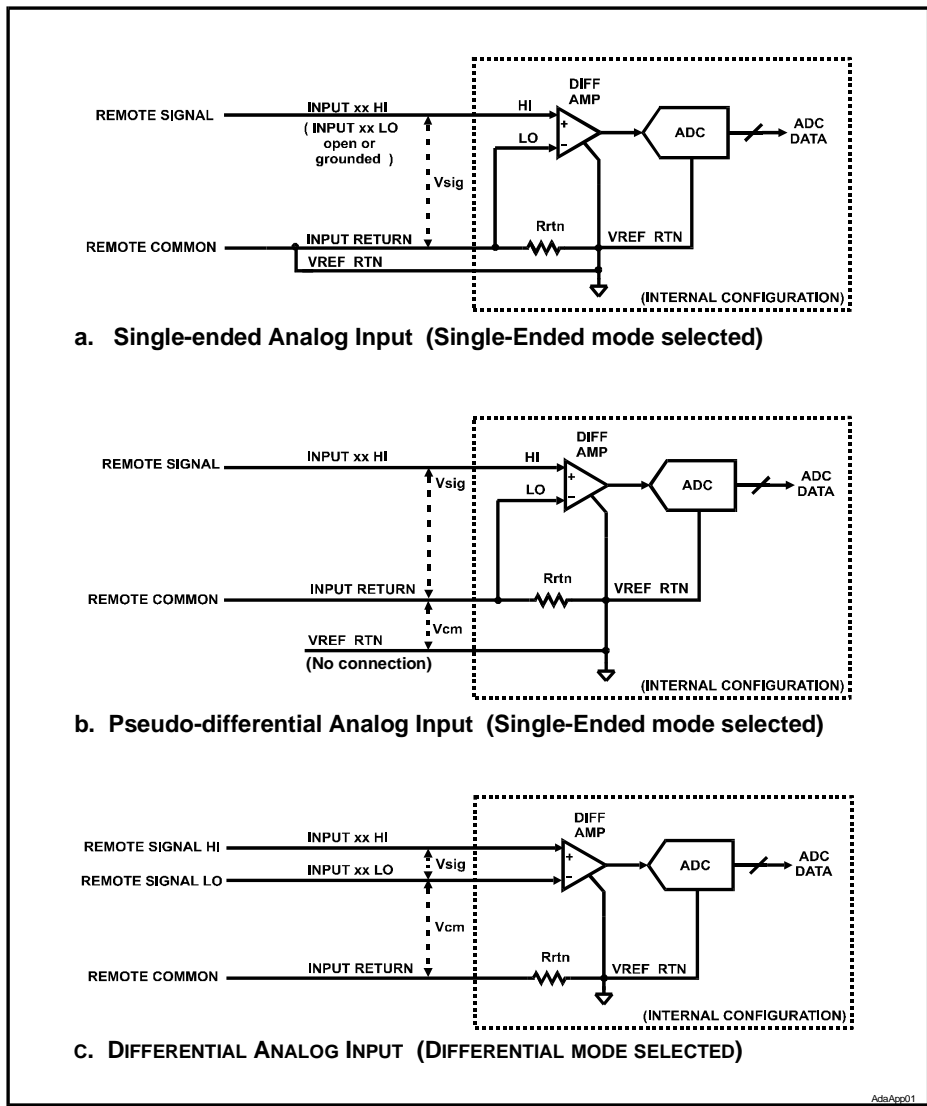 DIFF
AMP
REMOTE SIGNAL
INPUT xx HI
HI
( INPUT xx LO
open or
grounded )
+
LO
−
ADC
ADC
DATA
Vsig
REMOTE COMMON
INPUT RETURN
Rrtn
VREF RTN
VREF RTN
(INTERNAL CONFIGURATION)
a. Single-ended Analog Input (Single-Ended mode selected)
DIFF
AMP
REMOTE SIGNAL
INPUT xx HI
HI
Vsig
+
LO
−
ADC
ADC
DATA
REMOTE COMMON
INPUT RETURN
Rrtn
VREF RTN
Vcm
VREF RTN
(No connection)
(INTERNAL CONFIGURATION)
b. Pseudo-differential Analog Input (Single-Ended mode selected)
DIFF
AMP
REMOTE SIGNAL HI
INPUT xx HI
+
Vsig
REMOTE SIGNAL LO
INPUT xx LO
−
ADC
ADC
DATA
Vcm
REMOTE COMMON
INPUT RETURN
Rrtn
VREF RTN
(INTERNAL CONFIGURATION)
C. DIFFERENTIAL ANALOG INPUT (DIFFERENTIAL MODE SELECTED)
AdaApp01